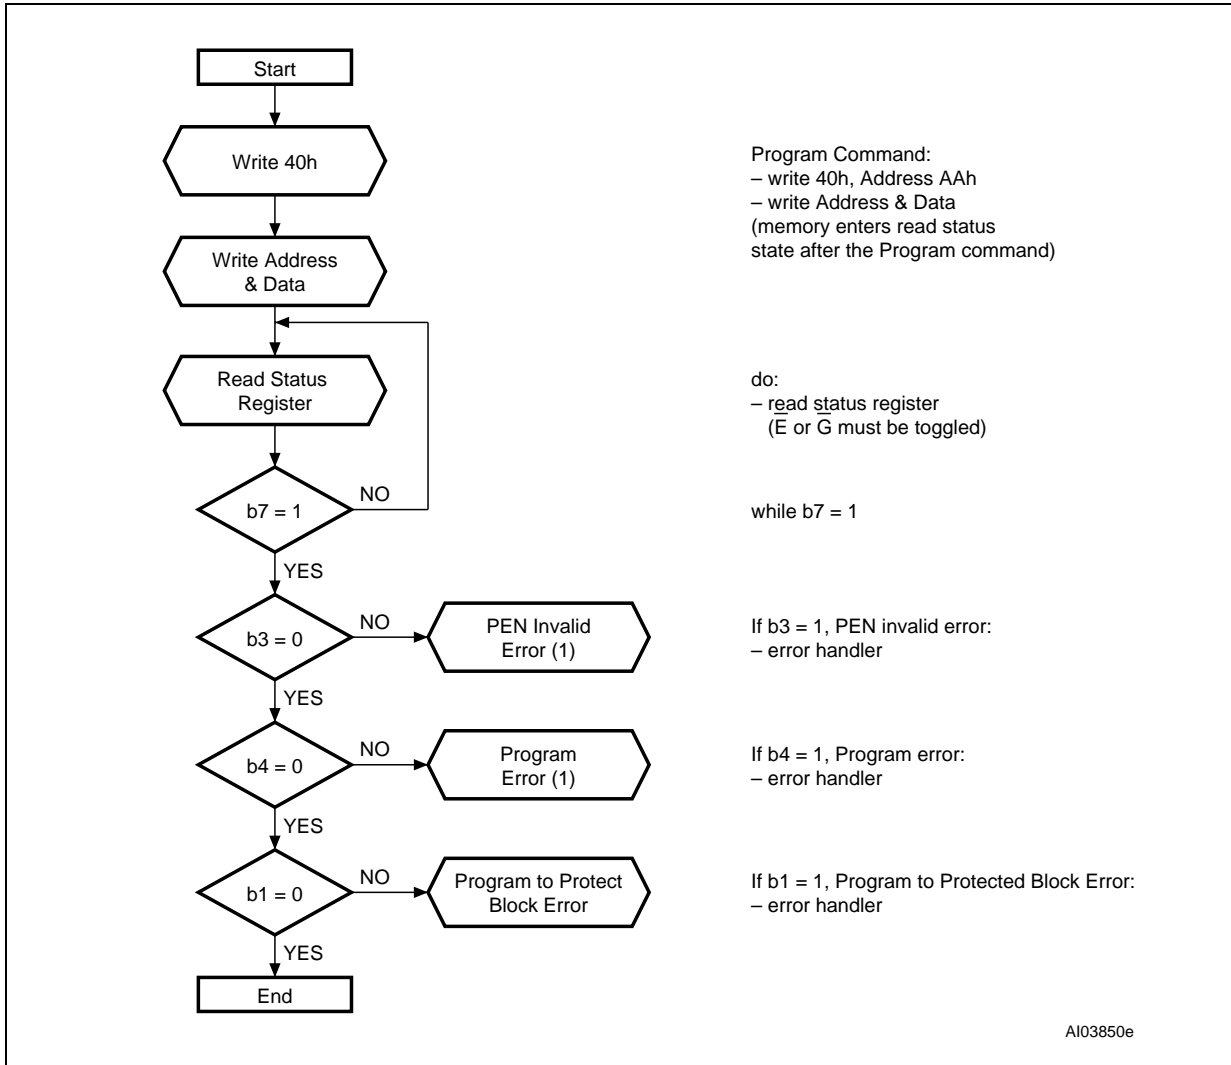 Start
Write 40h
Program Command:
– write 40h, Address AAh
– write Address & Data
(memory enters read status
state after the Program command)
Write Address
& Data
Read Status
Register
do:
– read status register
(E̅ or G̅ must be toggled)
b7 = 1
NO
while b7 = 1
YES
b3 = 0
NO
PEN Invalid
Error (1)
If b3 = 1, PEN invalid error:
– error handler
YES
b4 = 0
NO
Program
Error (1)
If b4 = 1, Program error:
– error handler
YES
b1 = 0
NO
Program to Protect
Block Error
If b1 = 1, Program to Protected Block Error:
– error handler
YES
End
AI03850e